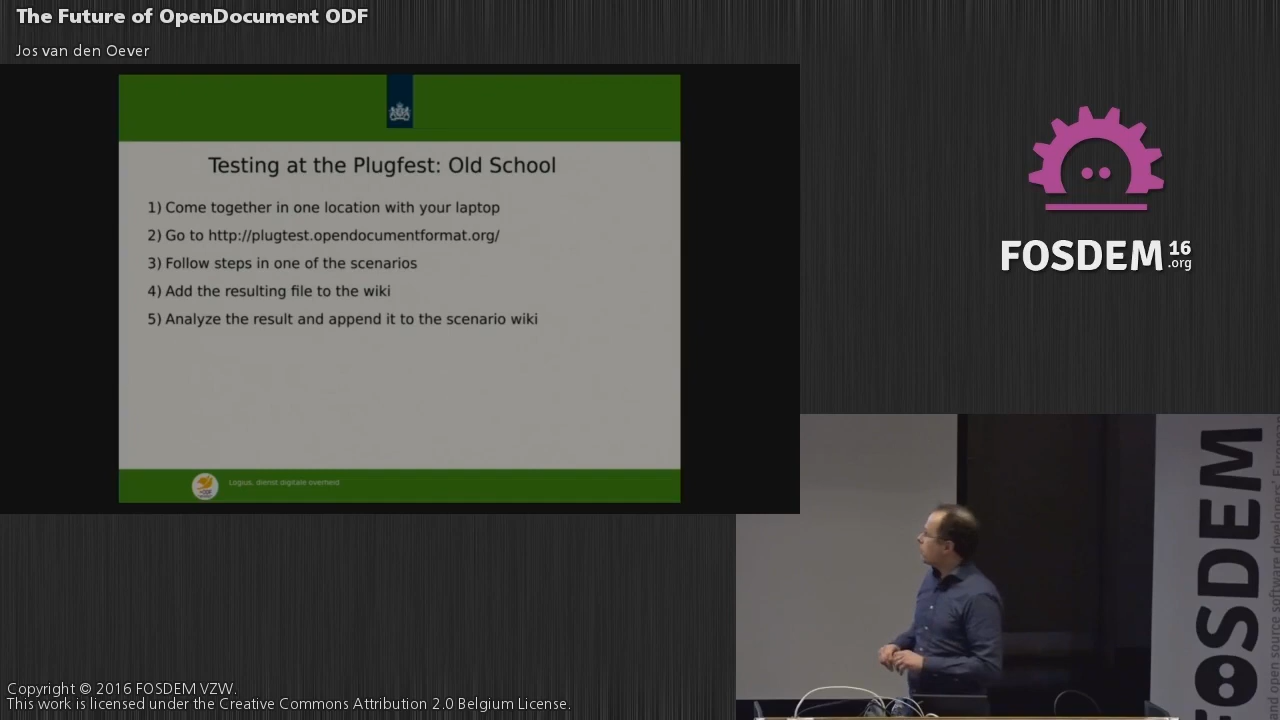 The Future of OpenDocument ODF
Jos van den Oever
Testing at the Plugfest: Old School
1) Come together in one location with your laptop
2) Go to http://plugtest.opendocumentformat.org/
3) Follow steps in one of the scenarios
4) Add the resulting file to the wiki
5) Analyze the result and append it to the scenario wiki
Logius, dienst digitale overheid
FOSDEM 16
.org
FOSDEM
Copyright © 2016 FOSDEM VZW.
This work is licensed under the Creative Commons Attribution 2.0 Belgium License.